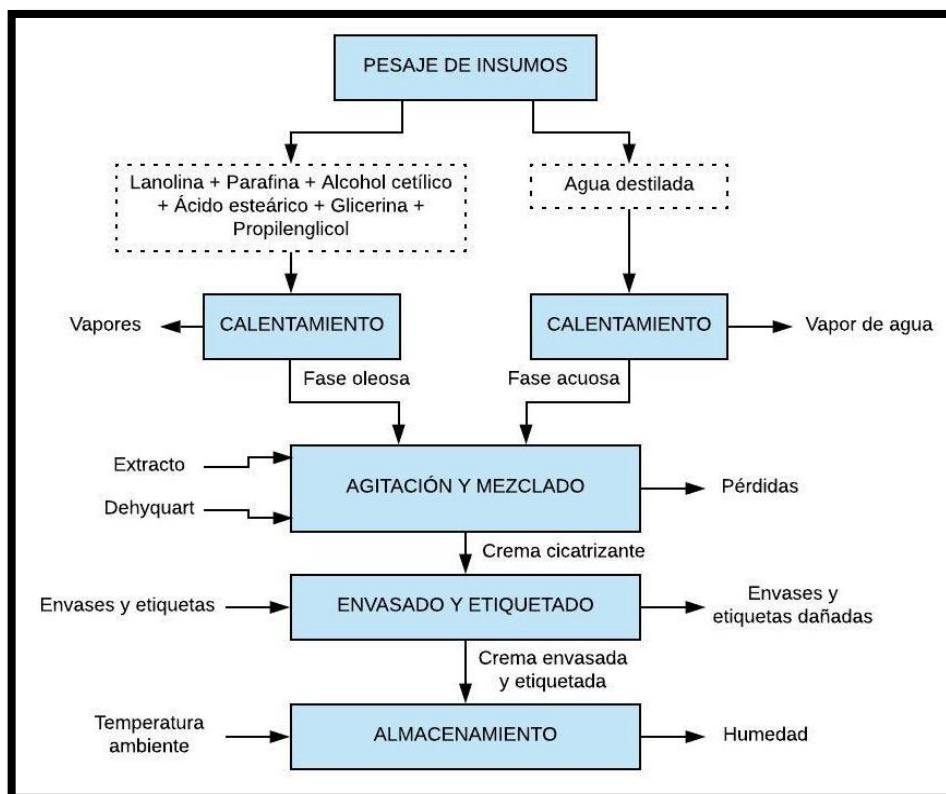 PESAJE DE INSUMOS
Lanolina + Parafina + Alcohol cetílico
+ Ácido esteárico + Glicerina +
Propilenglicol
Agua destilada
Vapores
CALENTAMIENTO
CALENTAMIENTO
Vapor de agua
Fase oleosa
Fase acuosa
Extracto
Dehyquart
AGITACIÓN Y MEZCLADO
Pérdidas
Crema cicatrizante
Envases y etiquetas
ENVASADO Y ETIQUETADO
Envases y
etiquetas dañadas
Crema envasada
y etiquetada
Temperatura
ambiente
ALMACENAMIENTO
Humedad